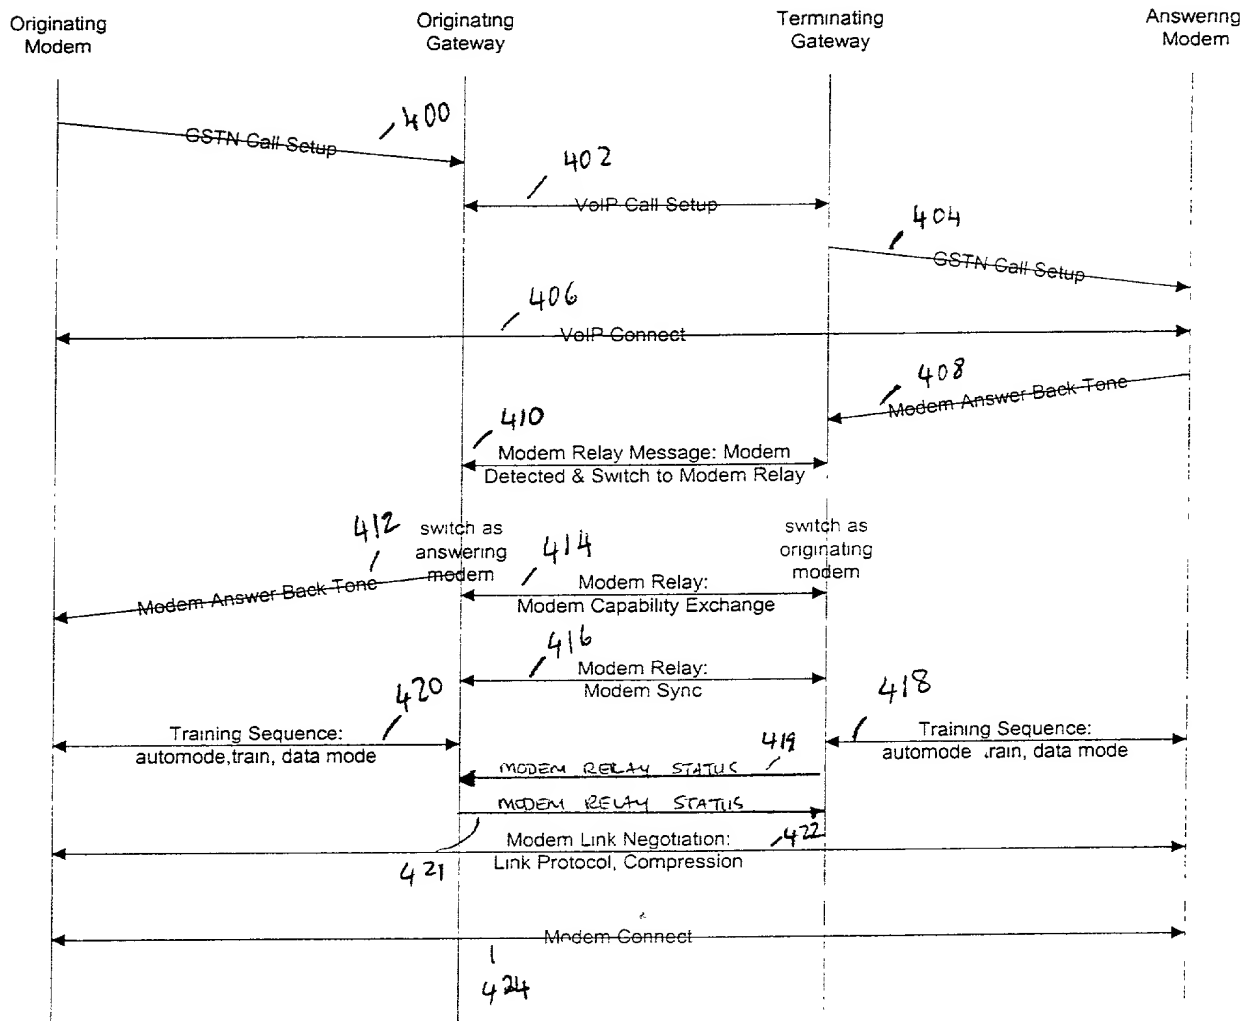 Originating
Modem
Originating
Gateway
Terminating
Gateway
Answering
Modem
400
GSTN Call Setup
402
VoIP Call Setup
404
GSTN Call Setup
406
VoIP Connect
408
Modem Answer Back Tone
410
Modem Relay Message: Modem
Detected & Switch to Modem Relay
412
switch as
answering
modem
switch as
originating
modem
Modem Answer Back Tone
414
Modem Relay:
Modem Capability Exchange
416
Modem Relay:
Modem Sync
420
Training Sequence:
automode,train, data mode
418
Training Sequence:
automode train, data mode
MODEM RELAY STATUS 419
MODEM RELAY STATUS
421
Modem Link Negotiation:
Link Protocol, Compression
422
Modem Connect
424